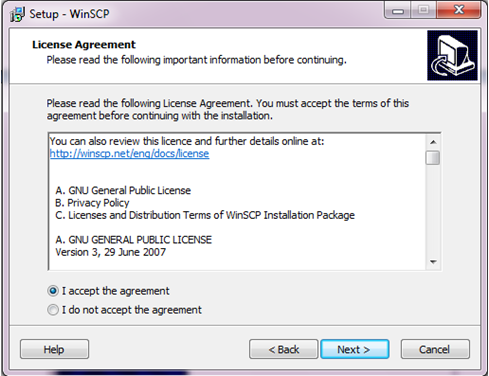 Setup - WinSCP
License Agreement
Please read the following important information before continuing.
Please read the following License Agreement. You must accept the terms of this
agreement before continuing with the installation.
You can also review this licence and further details online at:
http://winscp.net/eng/docs/license
A. GNU General Public License
B. Privacy Policy
C. Licenses and Distribution Terms of WinSCP Installation Package
A. GNU GENERAL PUBLIC LICENSE
Version 3, 29 June 2007
I accept the agreement
I do not accept the agreement
Help
< Back
Next >
Cancel